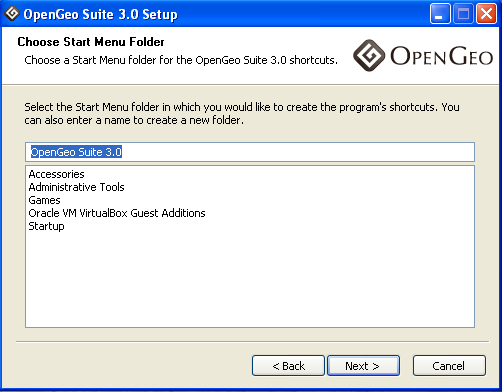 OpenGeo Suite 3.0 Setup
Choose Start Menu Folder
Choose a Start Menu folder for the OpenGeo Suite 3.0 shortcuts.
OPENGEO
Select the Start Menu folder in which you would like to create the program's shortcuts. You
can also enter a name to create a new folder.
OpenGeo Suite 3.0
Accessories
Administrative Tools
Games
Oracle VM VirtualBox Guest Additions
Startup
< Back
Next >
Cancel